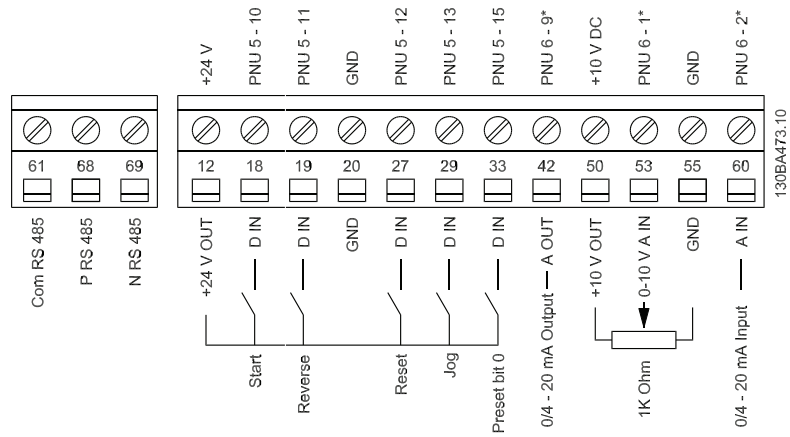 +24 V
PNU 5 - 10
PNU 5 - 11
GND
PNU 5 - 12
PNU 5 - 13
PNU 5 - 15
PNU 6 - 9*
+10 V DC
PNU 6 - 1*
GND
PNU 6 - 2*
61 68 69
12 18 19 20 27 29 33 42 50 53 55 60
130BA473.10
Com RS 485
P RS 485
N RS 485
+24 V OUT
D IN
D IN
GND
D IN
D IN
D IN
0/4 - 20 mA Output
A OUT
+10 V OUT
0-10 V A IN
GND
0/4 - 20 mA Input
A IN
Start
Reverse
Reset
Jog
Preset bit 0
1K Ohm